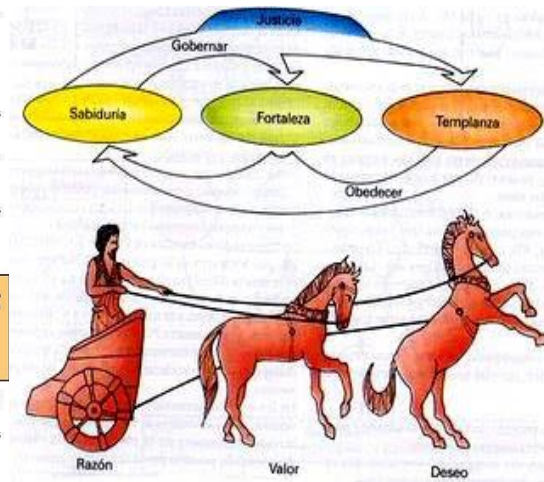 Justicia
Gobernar
Sabiduría
Fortaleza
Templanza
Obedecer
Razón
Valor
Deseo